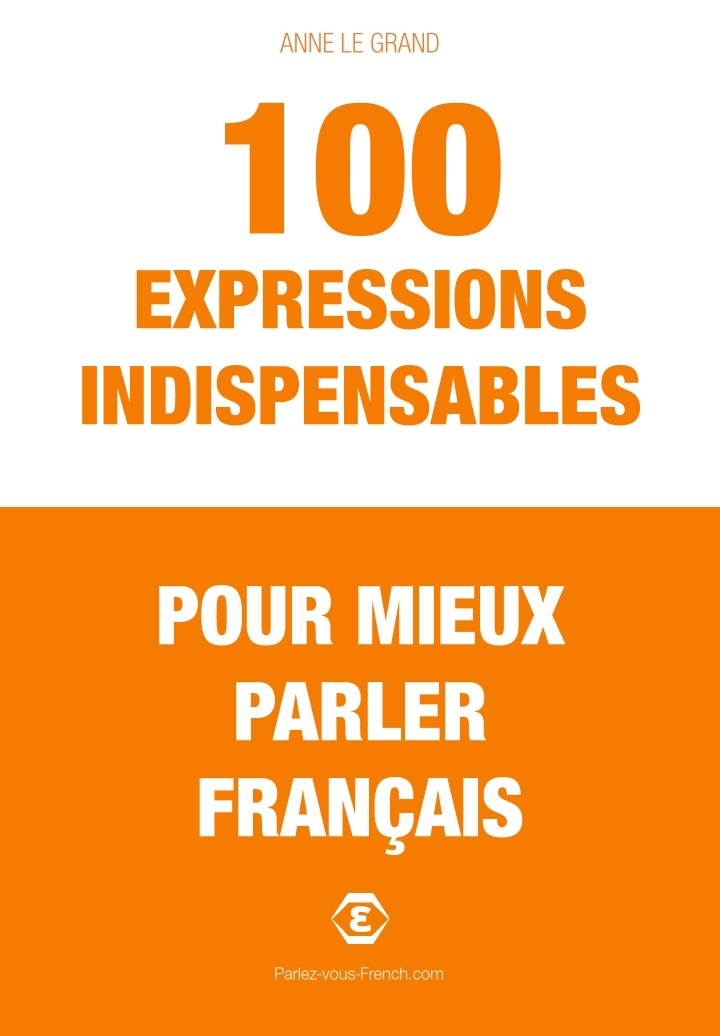 ANNE LE GRAND
100
EXPRESSIONS
INDISPENSABLES
POUR MIEUX
PARLER
FRANÇAIS
ε
Parlez-vous-French.com